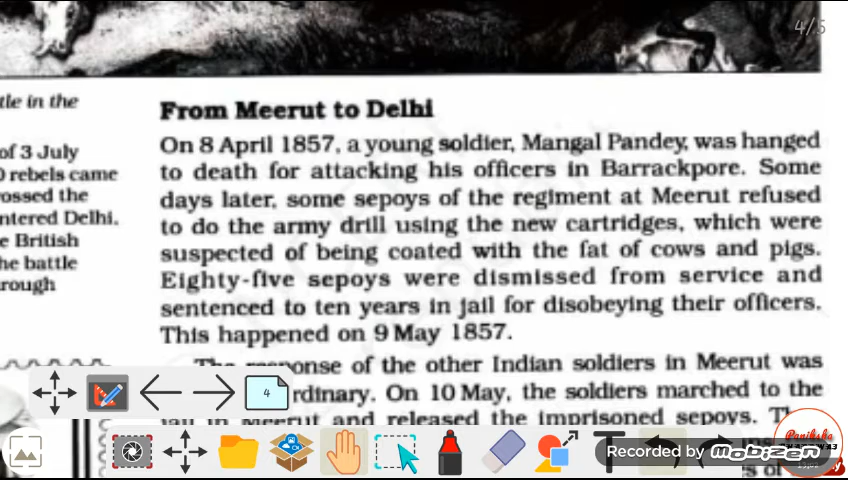 4/5
tle in the
of 3 July
0 rebels came
rossed the
ntered Delhi.
e British
he battle
rough
From Meerut to Delhi
On 8 April 1857, a young soldier, Mangal Pandey, was hanged
to death for attacking his officers in Barrackpore. Some
days later, some sepoys of the regiment at Meerut refused
to do the army drill using the new cartridges, which were
suspected of being coated with the fat of cows and pigs.
Eighty-five sepoys were dismissed from service and
sentenced to ten years in jail for disobeying their officers.
This happened on 9 May 1857.
The response of the other Indian soldiers in Meerut was
rdinary. On 10 May, the soldiers marched to the
jail in Meerut and released the imprisoned sepoys.
4
Paniksha
Recorded by mobizen